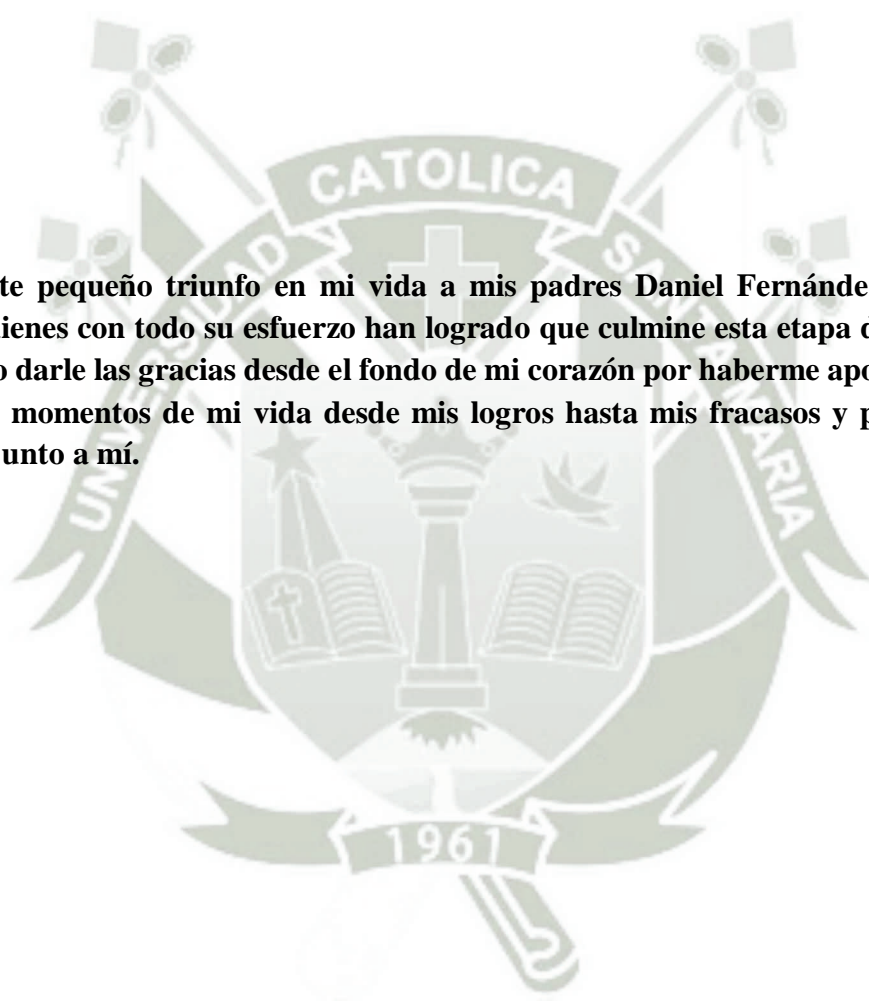 CATOLICA
UNIVERSIDAD
SANTAMARIA
te pequeño triunfo en mi vida a mis padres Daniel Fernánde
ienes con todo su esfuerzo han logrado que culmine esta etapa d
o darle las gracias desde el fondo de mi corazón por haberme apo
momentos de mi vida desde mis logros hasta mis fracasos y p
unto a mí.
1961